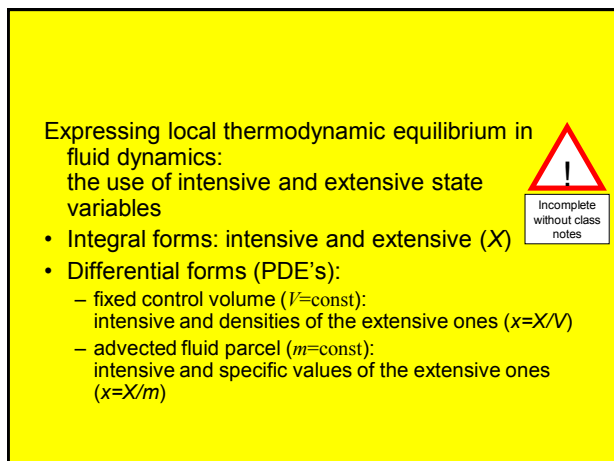 Expressing local thermodynamic equilibrium in
fluid dynamics:
the use of intensive and extensive state
variables
!
Incomplete
without class
notes
• Integral forms: intensive and extensive (X)
• Differential forms (PDE's):
– fixed control volume (V=const):
intensive and densities of the extensive ones (x=X/V)
– advected fluid parcel (m=const):
intensive and specific values of the extensive ones
(x=X/m)